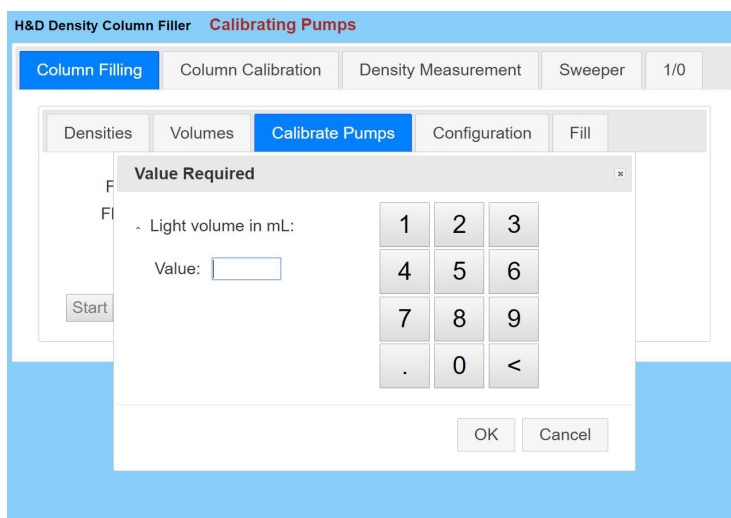 H&D Density Column Filler Calibrating Pumps
Column Filling Column Calibration Density Measurement Sweeper 1/0
Densities Volumes Calibrate Pumps Configuration Fill
Value Required
Light volume in mL:
Value:
1 2 3
4 5 6
7 8 9
. 0 <
Start
OK Cancel